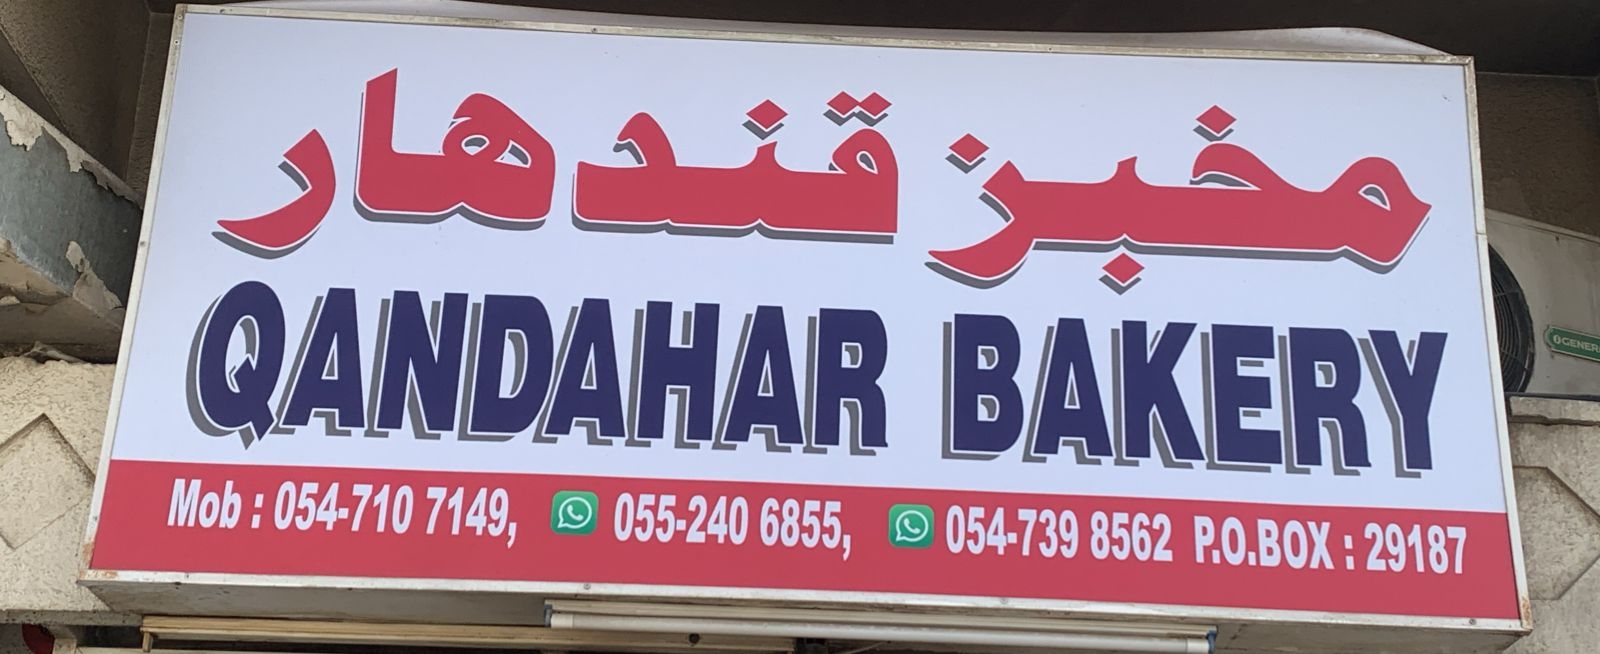 مخبز قندهار
QANDAHAR BAKERY
Mob : 054-710 7149, 055-240 6855, 054-739 8562 P.O.BOX : 29187